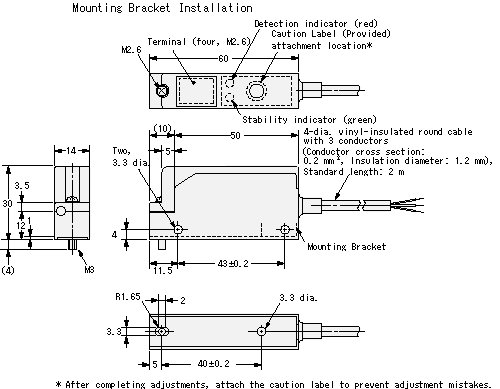 Mounting Bracket Installation
Detection indicator (red)
Caution Label (Provided)
attachment location*
Terminal (four, M2.6)
M2.6
60
Stability indicator (green)
(10)
50
4-dia. vinyl-insulated round cable
with 3 conductors
(Conductor cross section:
0.2 mm², Insulation diameter: 1.2 mm),
Standard length: 2 m
Two,
3.3 dia.
5
14
3.5
30
12
1
(4)
M3
4
Mounting Bracket
11.5
43±0.2
R1.65
2
3.3 dia.
3.3
5
40±0.2
* After completing adjustments, attach the caution label to prevent adjustment mistakes.